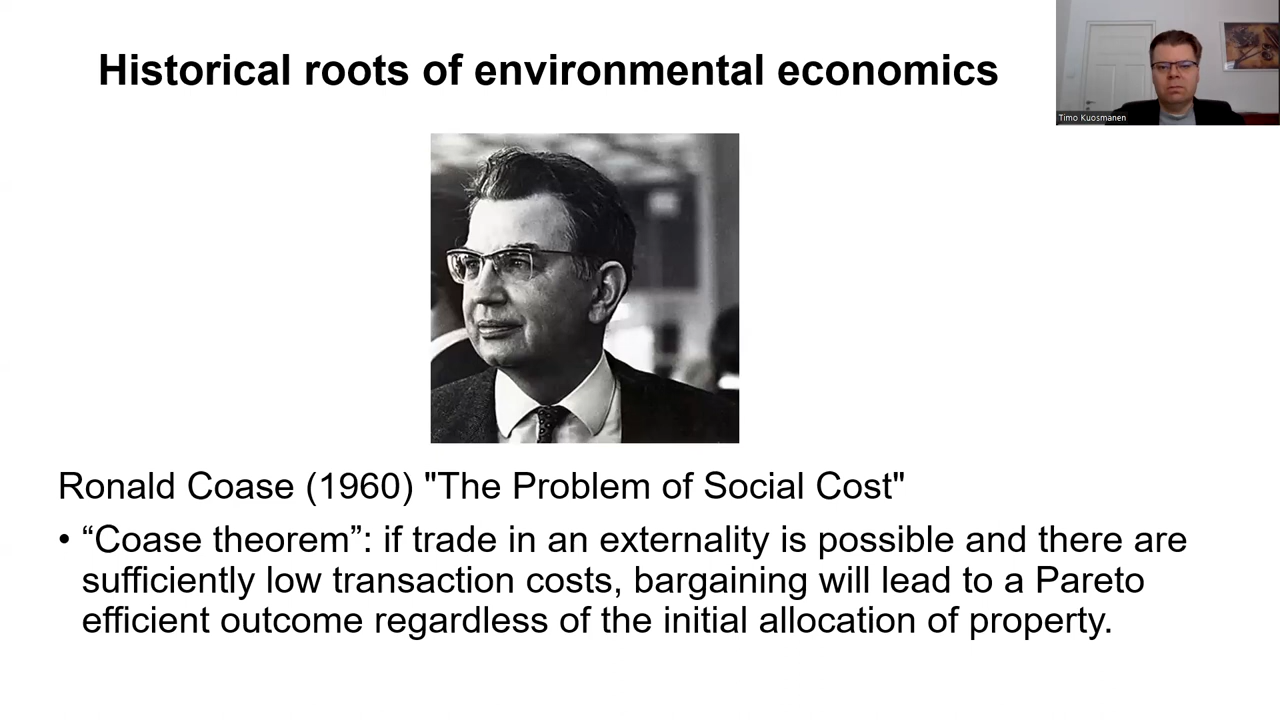 Historical roots of environmental economics
Timo Kuosmanen
Ronald Coase (1960) "The Problem of Social Cost"
• “Coase theorem”: if trade in an externality is possible and there are
sufficiently low transaction costs, bargaining will lead to a Pareto
efficient outcome regardless of the initial allocation of property.